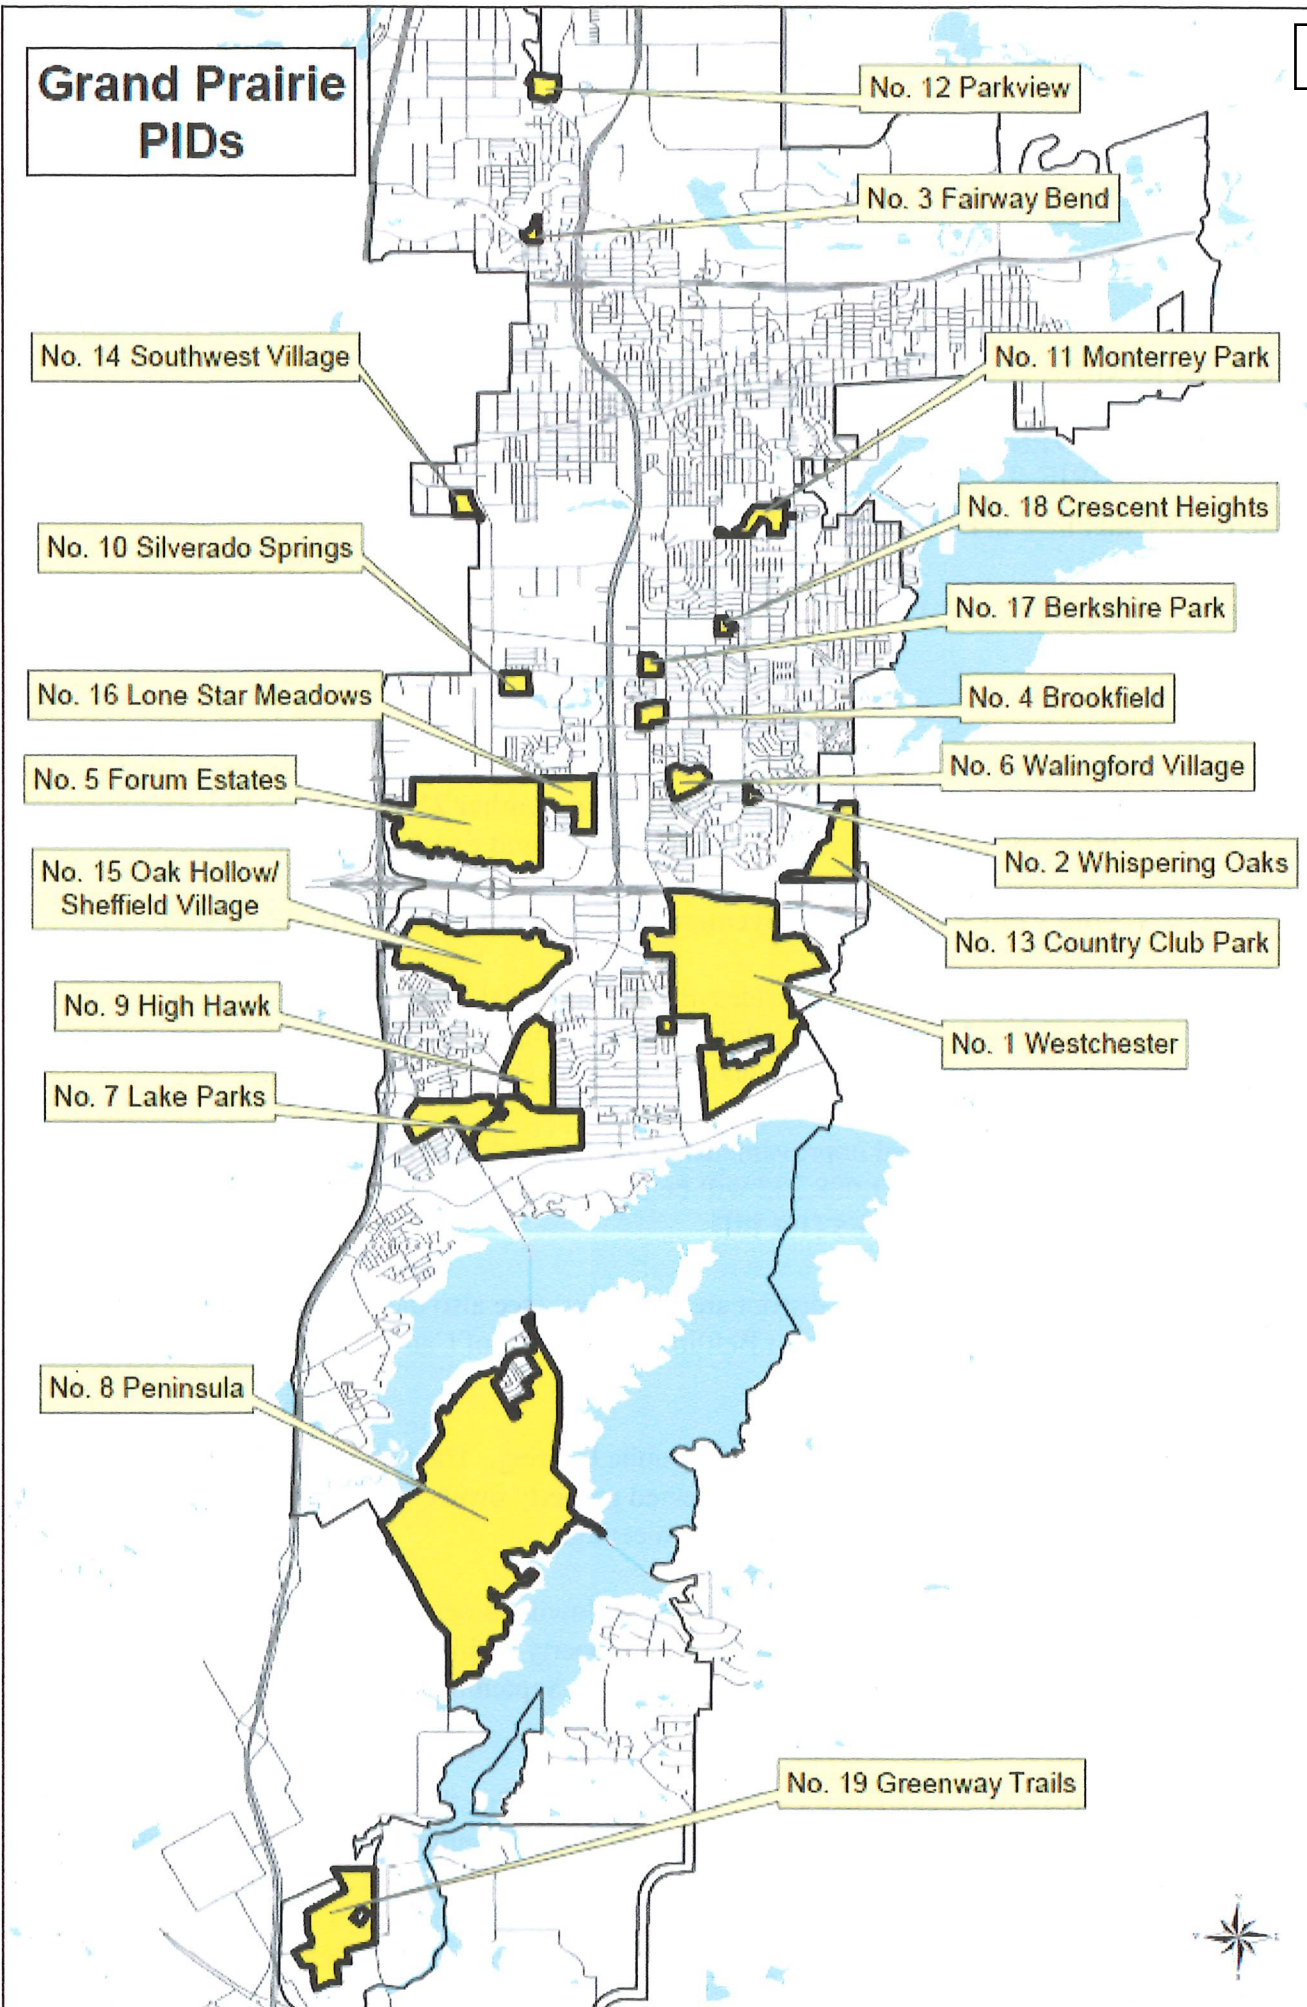 Grand Prairie
PIDs
No. 12 Parkview
No. 3 Fairway Bend
No. 14 Southwest Village
No. 11 Monterrey Park
No. 18 Crescent Heights
No. 10 Silverado Springs
No. 17 Berkshire Park
No. 16 Lone Star Meadows
No. 4 Brookfield
No. 5 Forum Estates
No. 6 Walingford Village
No. 15 Oak Hollow/
Sheffield Village
No. 2 Whispering Oaks
No. 13 Country Club Park
No. 9 High Hawk
No. 1 Westchester
No. 7 Lake Parks
No. 8 Peninsula
No. 19 Greenway Trails